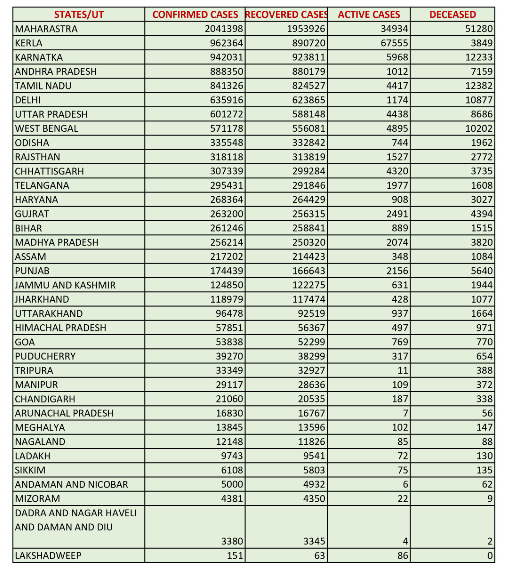 STATES/UT CONFIRMED CASES RECOVERED CASES ACTIVE CASES DECEASED
MAHARASTRA 2041398 1953926 34934 51280
KERLA 962364 890720 67555 3849
KARNATKA 942031 923811 5968 12233
ANDHRA PRADESH 888350 880179 1012 7159
TAMIL NADU 841326 824527 4417 12382
DELHI 635916 623865 1174 10877
UTTAR PRADESH 601272 588148 4438 8686
WEST BENGAL 571178 556081 4895 10202
ODISHA 335548 332842 744 1962
RAJSTHAN 318118 313819 1527 2772
CHHATTISGARH 307339 299284 4320 3735
TELANGANA 295431 291846 1977 1608
HARYANA 268364 264429 908 3027
GUJRAT 263200 256315 2491 4394
BIHAR 261246 258841 889 1515
MADHYA PRADESH 256214 250320 2074 3820
ASSAM 217202 214423 348 1084
PUNJAB 174439 166643 2156 5640
JAMMU AND KASHMIR 124850 122275 631 1944
JHARKHAND 118979 117474 428 1077
UTTARAKHAND 96478 92519 937 1664
HIMACHAL PRADESH 57851 56367 497 971
GOA 53838 52299 769 770
PUDUCHERRY 39270 38299 317 654
TRIPURA 33349 32927 11 388
MANIPUR 29117 28636 109 372
CHANDIGARH 21060 20535 187 338
ARUNACHAL PRADESH 16830 16767 7 56
MEGHALYA 13845 13596 102 147
NAGALAND 12148 11826 85 88
LADAKH 9743 9541 72 130
SIKKIM 6108 5803 75 135
ANDAMAN AND NICOBAR 5000 4932 6 62
MIZORAM 4381 4350 22 9
DADRA AND NAGAR HAVELI
AND DAMAN AND DIU
3380 3345 4 2
LAKSHADWEEP 151 63 86 0